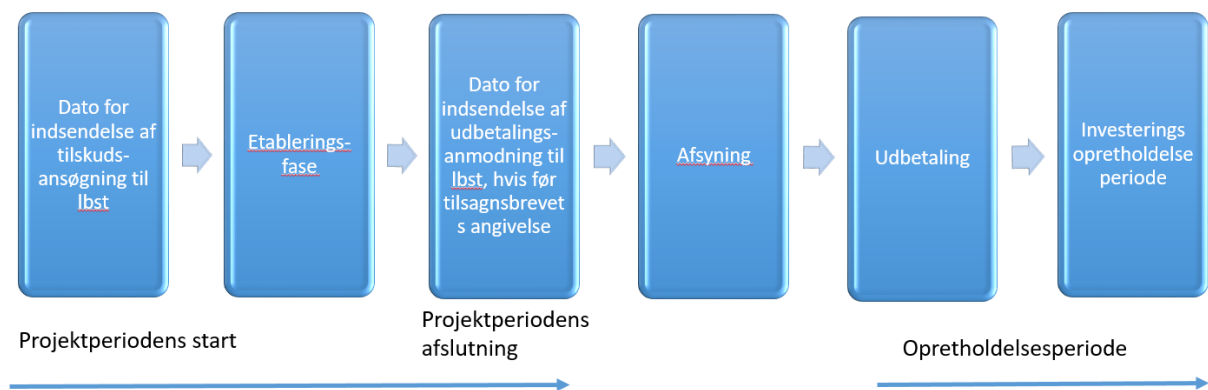 Dato for
indsendelse af
tilskuds-
ansøgning til
lbst
Etablerings-
fase
Dato for
indsendelse af
udbetalings-
anmodning til
lbst, hvis før
tilsagnsbrevet
s angivelse
Afsyning
Udbetaling
Investerings
opretholdelse
periode
Projektperiodens start
Projektperiodens
afslutning
Opretholdelsesperiode